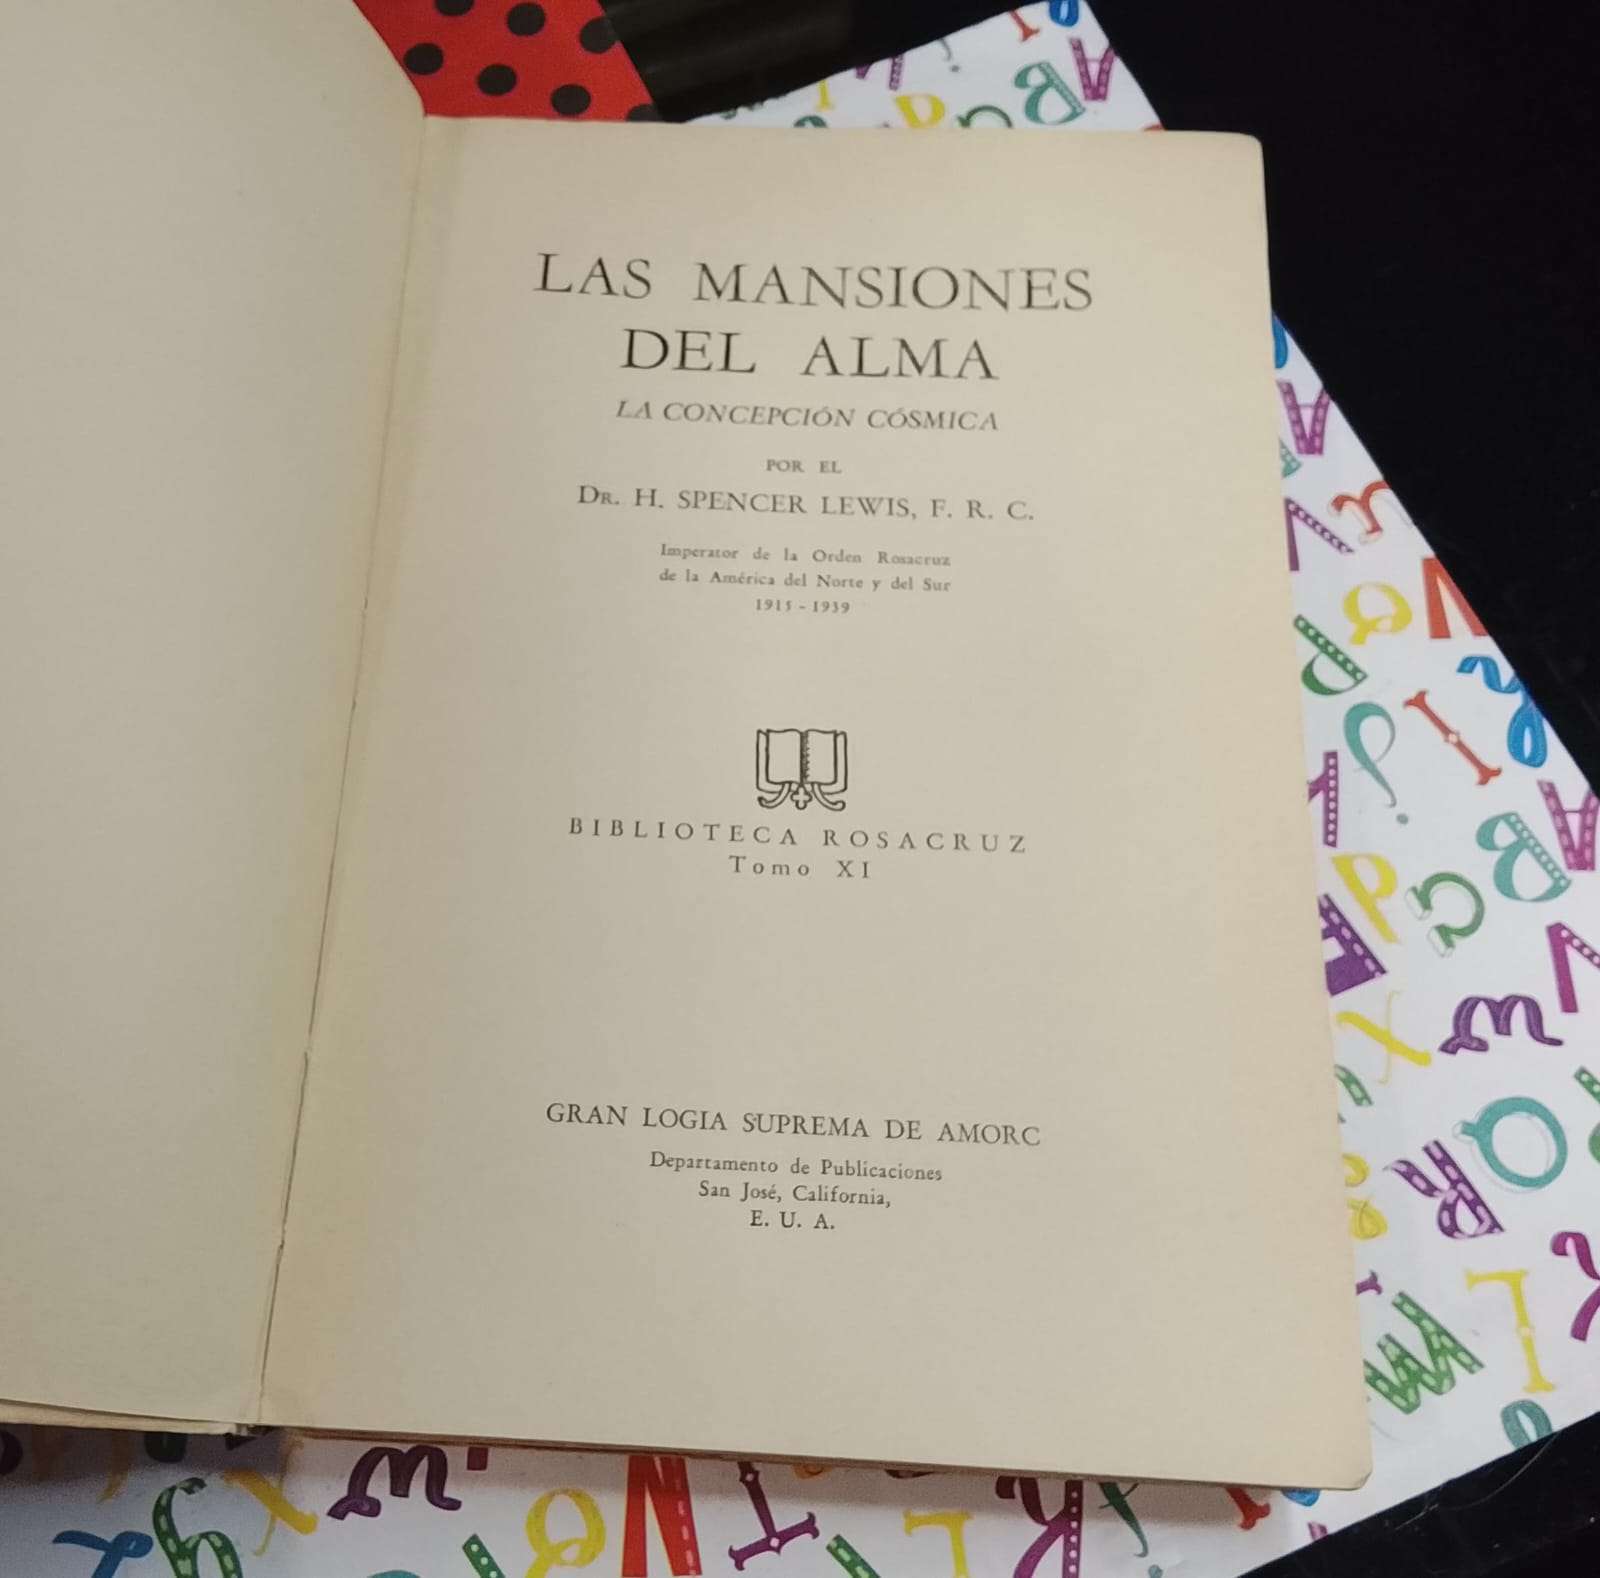 LAS MANSIONES
DEL ALMA
LA CONCEPCIÓN CÓSMICA
POR EL
DR. H. SPENCER LEWIS, F. R. C.
Imperator de la Orden Rosacruz
de la América del Norte y del Sur
1915 - 1939
BIBLIOTECA ROSACRUZ
Tomo XI
GRAN LOGIA SUPREMA DE AMORC
Departamento de Publicaciones
San José, California,
E. U. A.